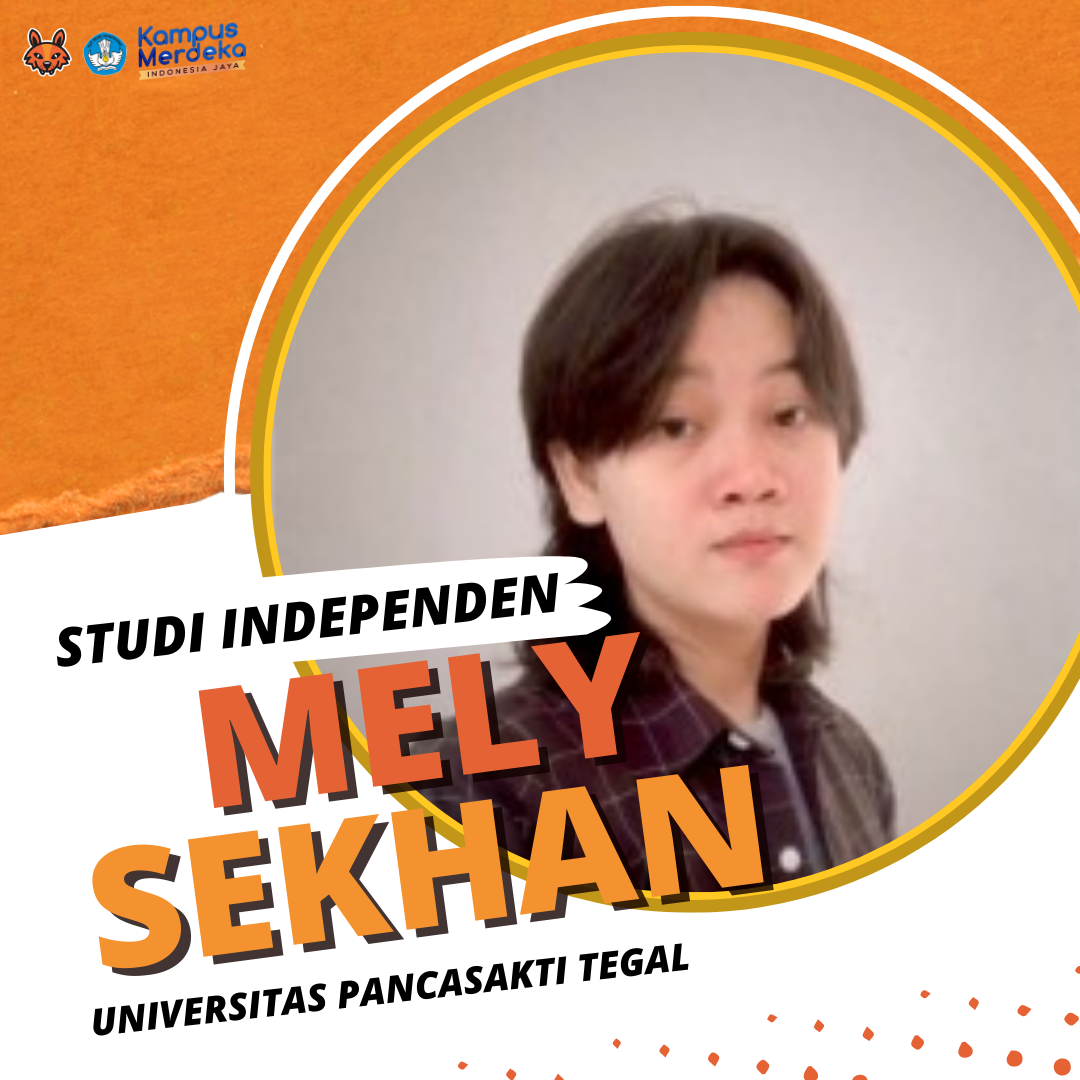 Kampus
Merdeka
INDONESIA JAYA
STUDI INDEPENDEN
MELY
SEKHAN
UNIVERSITAS PANCASAKTI TEGAL